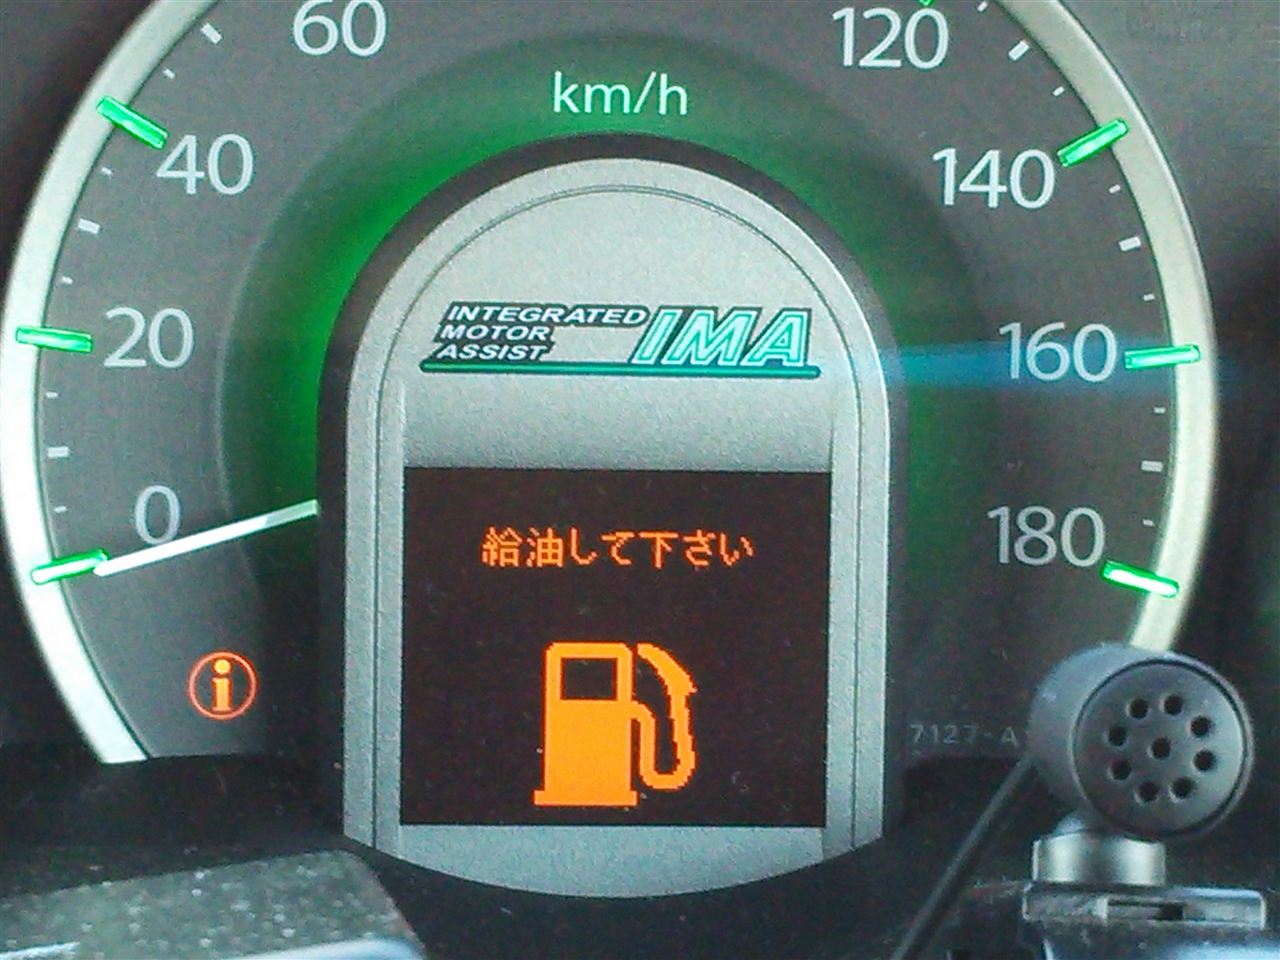 60
120
km/h
40
140
INTEGRATED
MOTOR
ASSIST
IMA
20
160
0
給油して下さい
180
i
7127-A